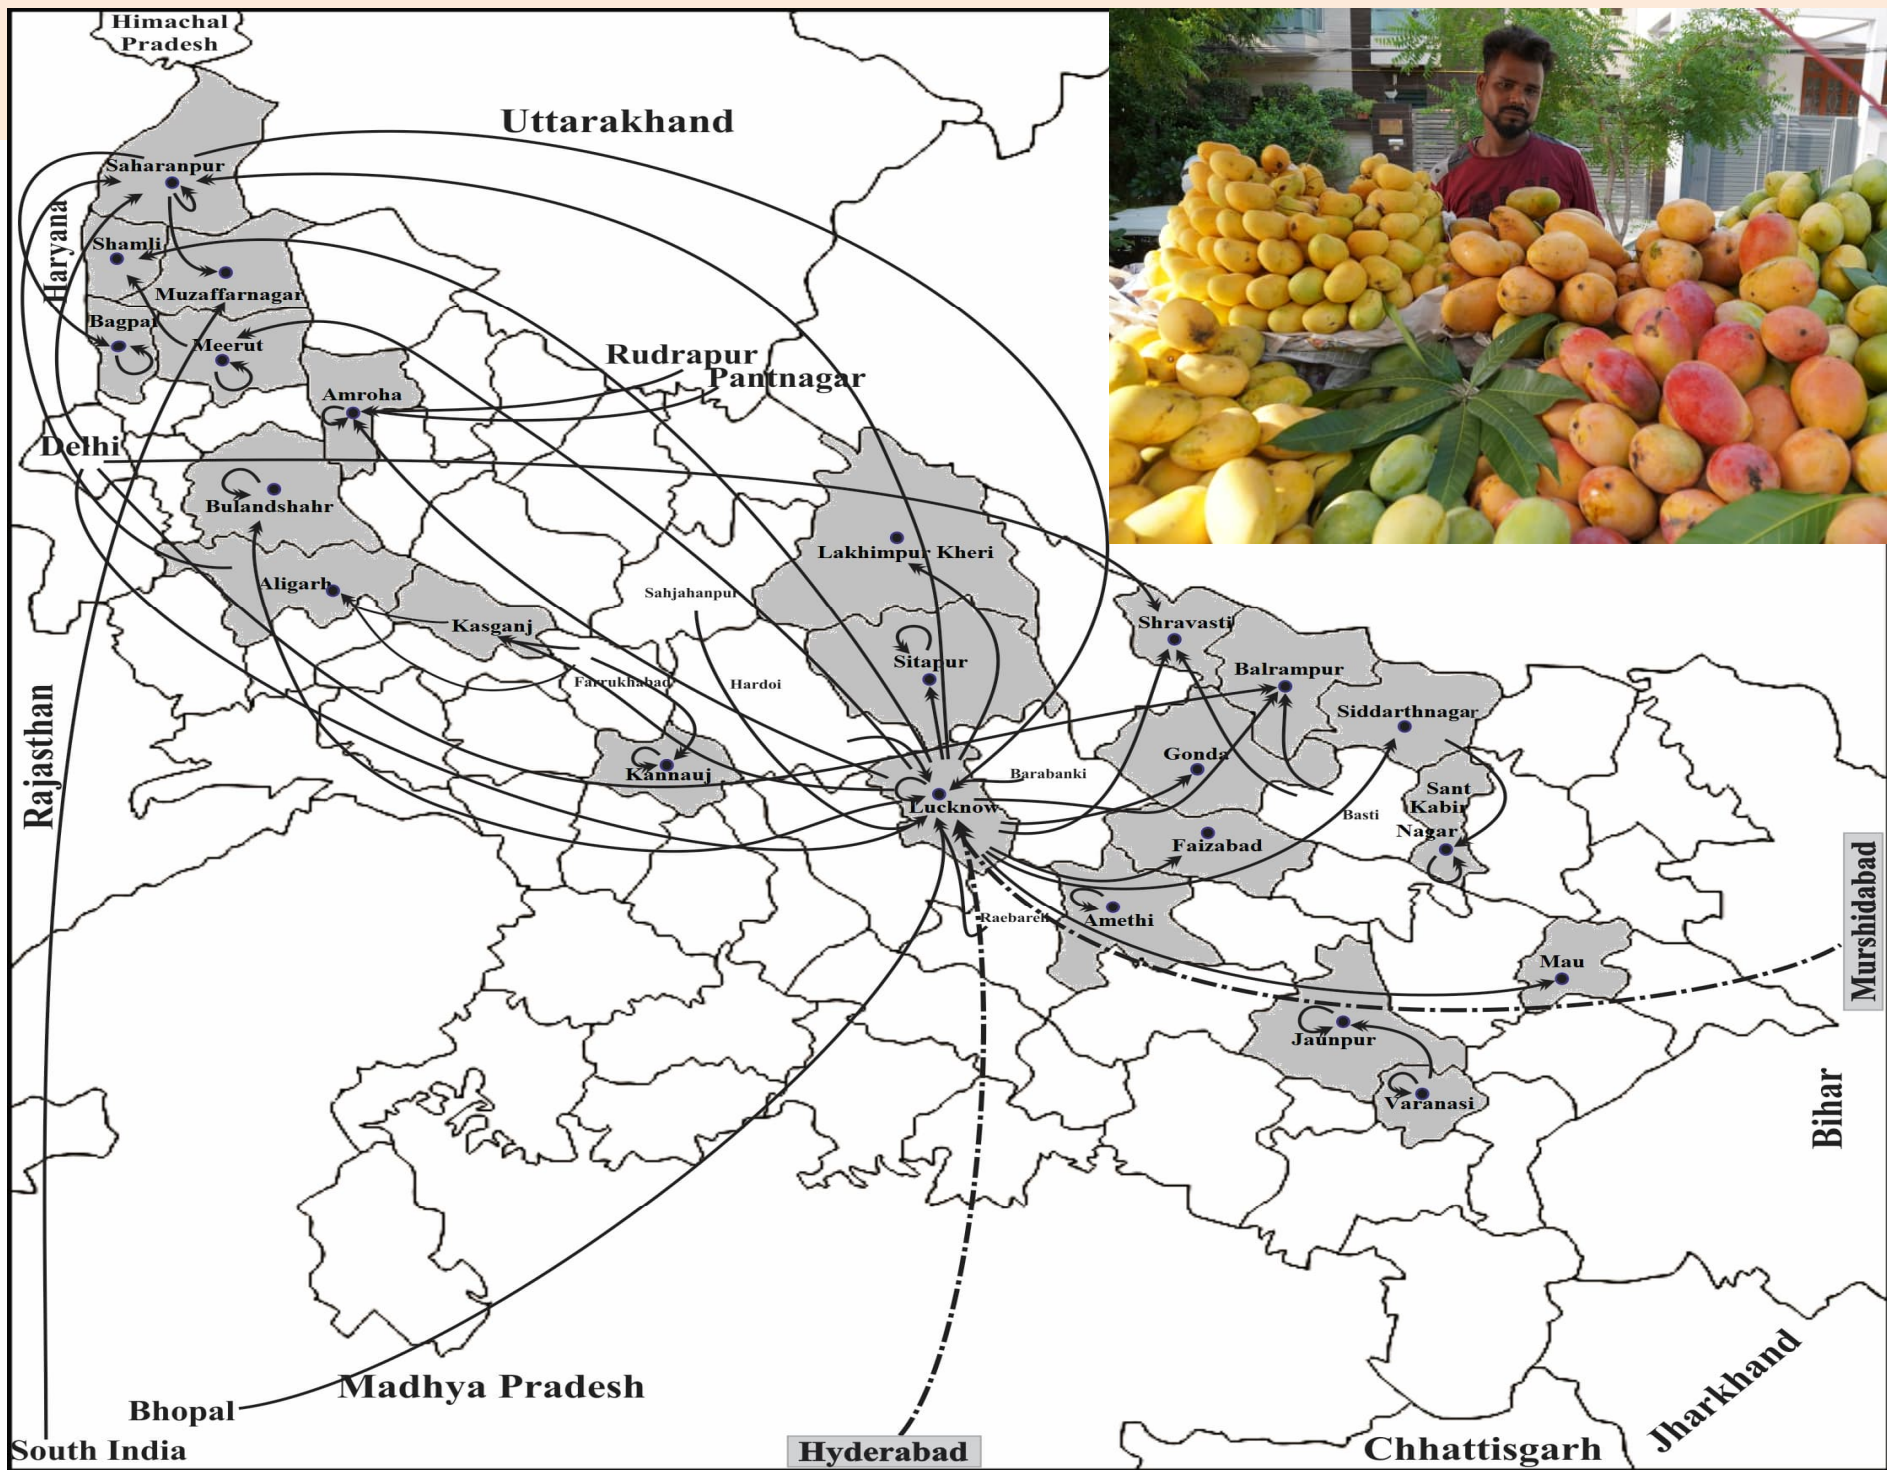 Himachal
Pradesh
Uttarakhand
Saharanpur
Haryana
Shamli
Muzaffarnagar
Bagpat
Meerut
Rudrapur
Pantnagar
Amroha
Delhi
Bulandshahr
Lakhimpur Kheri
Aligarh
Sahjahanpur
Kasganj
Shravasti
Sitapur
Balrampur
Farrukhabad
Hardoi
Siddarthnagar
Rajasthan
Gonda
Kannauj
Barabanki
Sant
Kabir
Nagar
Lucknow
Basti
Faizabad
Murshidabad
Raebareli
Amethi
Mau
Jaunpur
Varanasi
Bihar
Madhya Pradesh
Bhopal
Jharkhand
South India
Hyderabad
Chhattisgarh